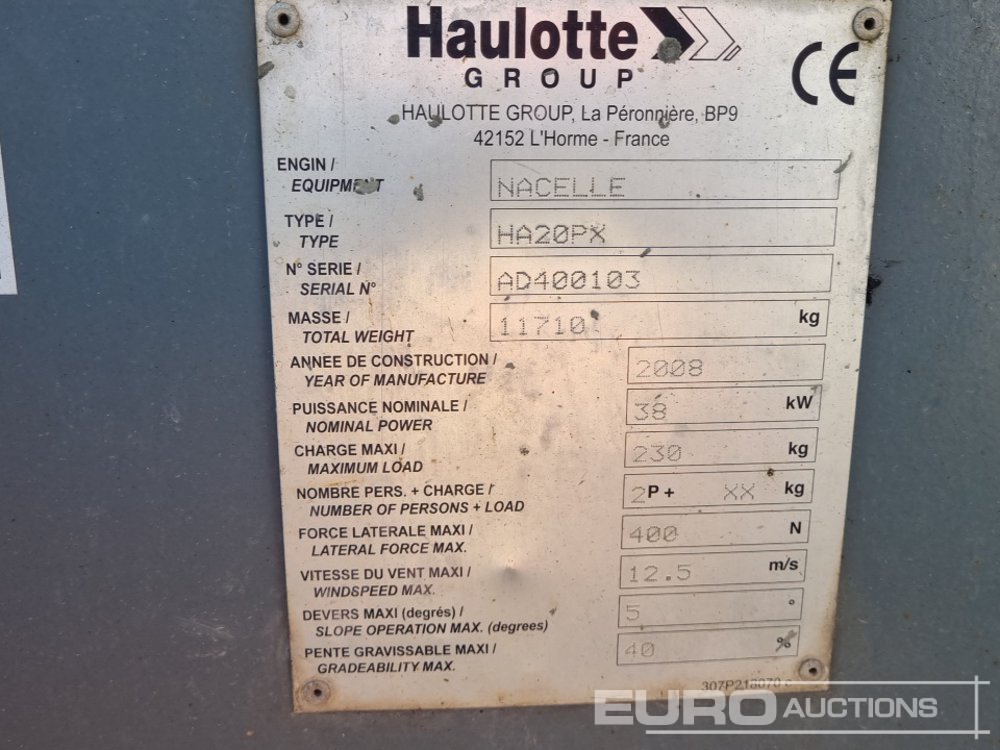 Haulotte
GROUP
CE
HAULOTTE GROUP, La Péronnière, BP9
42152 L'Horme - France
ENGIN /
EQUIPMENT
NACELLE
TYPE /
TYPE
HA20PX
N° SERIE /
SERIAL N°
AD400103
MASSE /
TOTAL WEIGHT
11710 kg
ANNEE DE CONSTRUCTION /
YEAR OF MANUFACTURE
2008
PUISSANCE NOMINALE /
NOMINAL POWER
38 kW
CHARGE MAXI /
MAXIMUM LOAD
230 kg
NOMBRE PERS. + CHARGE /
NUMBER OF PERSONS + LOAD
2P + XX kg
FORCE LATERALE MAXI /
LATERAL FORCE MAX.
400 N
VITESSE DU VENT MAXI /
WINDSPEED MAX.
12.5 m/s
DEVERS MAXI (degrés) /
SLOPE OPERATION MAX. (degrees)
5 °
PENTE GRAVISSABLE MAXI /
GRADEABILITY MAX.
40 %
EURO AUCTIONS